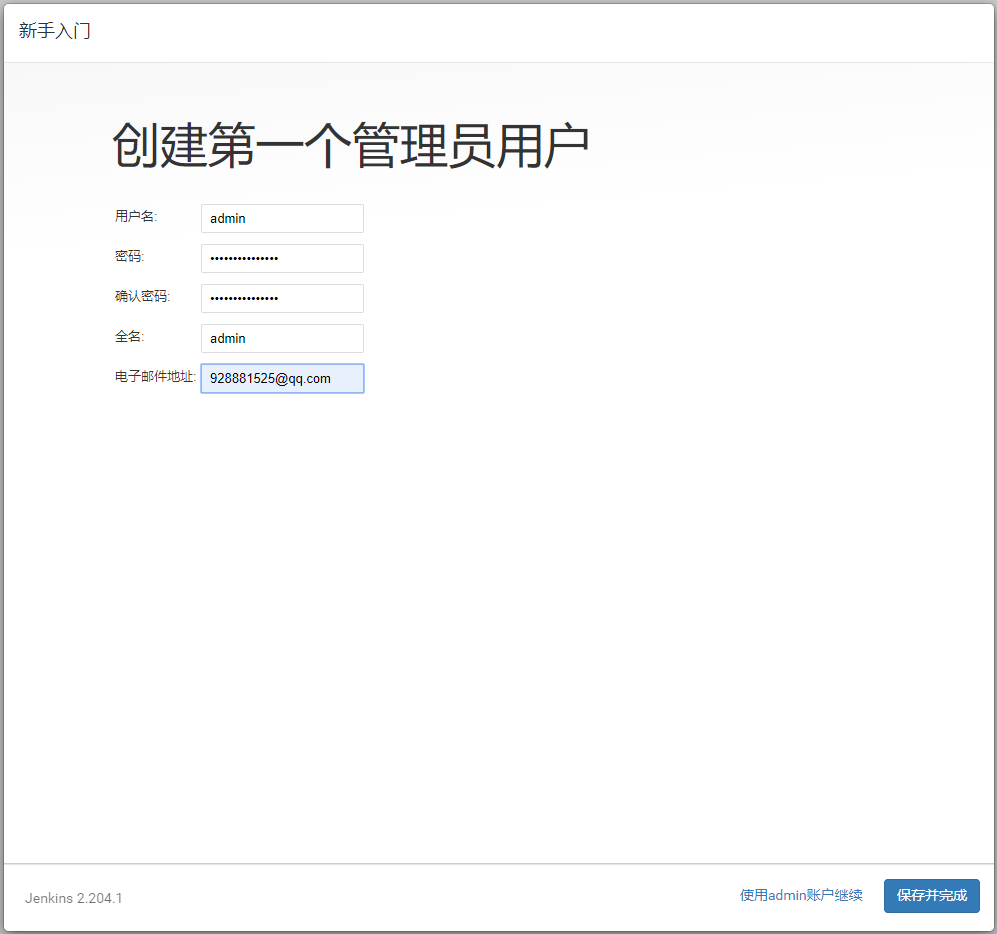 新手入门
创建第一个管理员用户
用户名: admin
密码: •••••••••••••••
确认密码: •••••••••••••••
全名: admin
电子邮件地址: 928881525@qq.com
Jenkins 2.204.1 使用admin账户继续 保存并完成